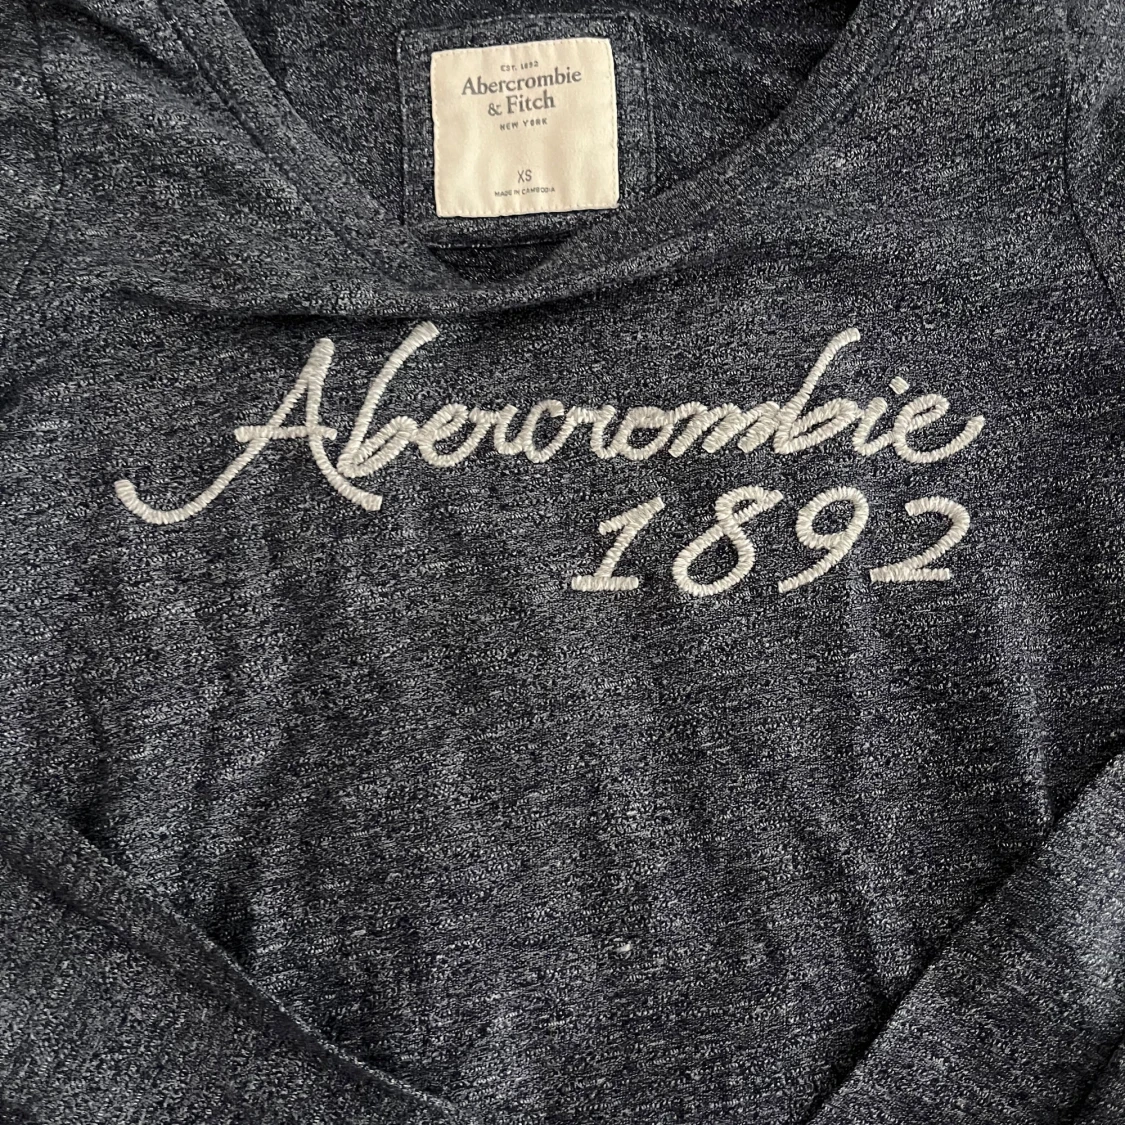 EST. 1892
Abercrombie
& Fitch
NEW YORK
XS
MADE IN CAMBODIA
Abercrombie
1892